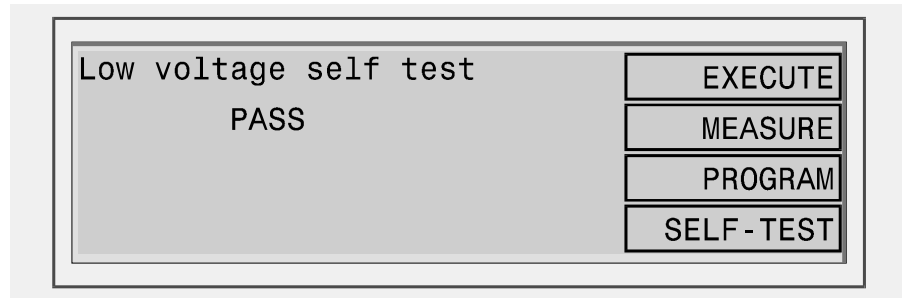 Low voltage self test
PASS
EXECUTE
MEASURE
PROGRAM
SELF-TEST